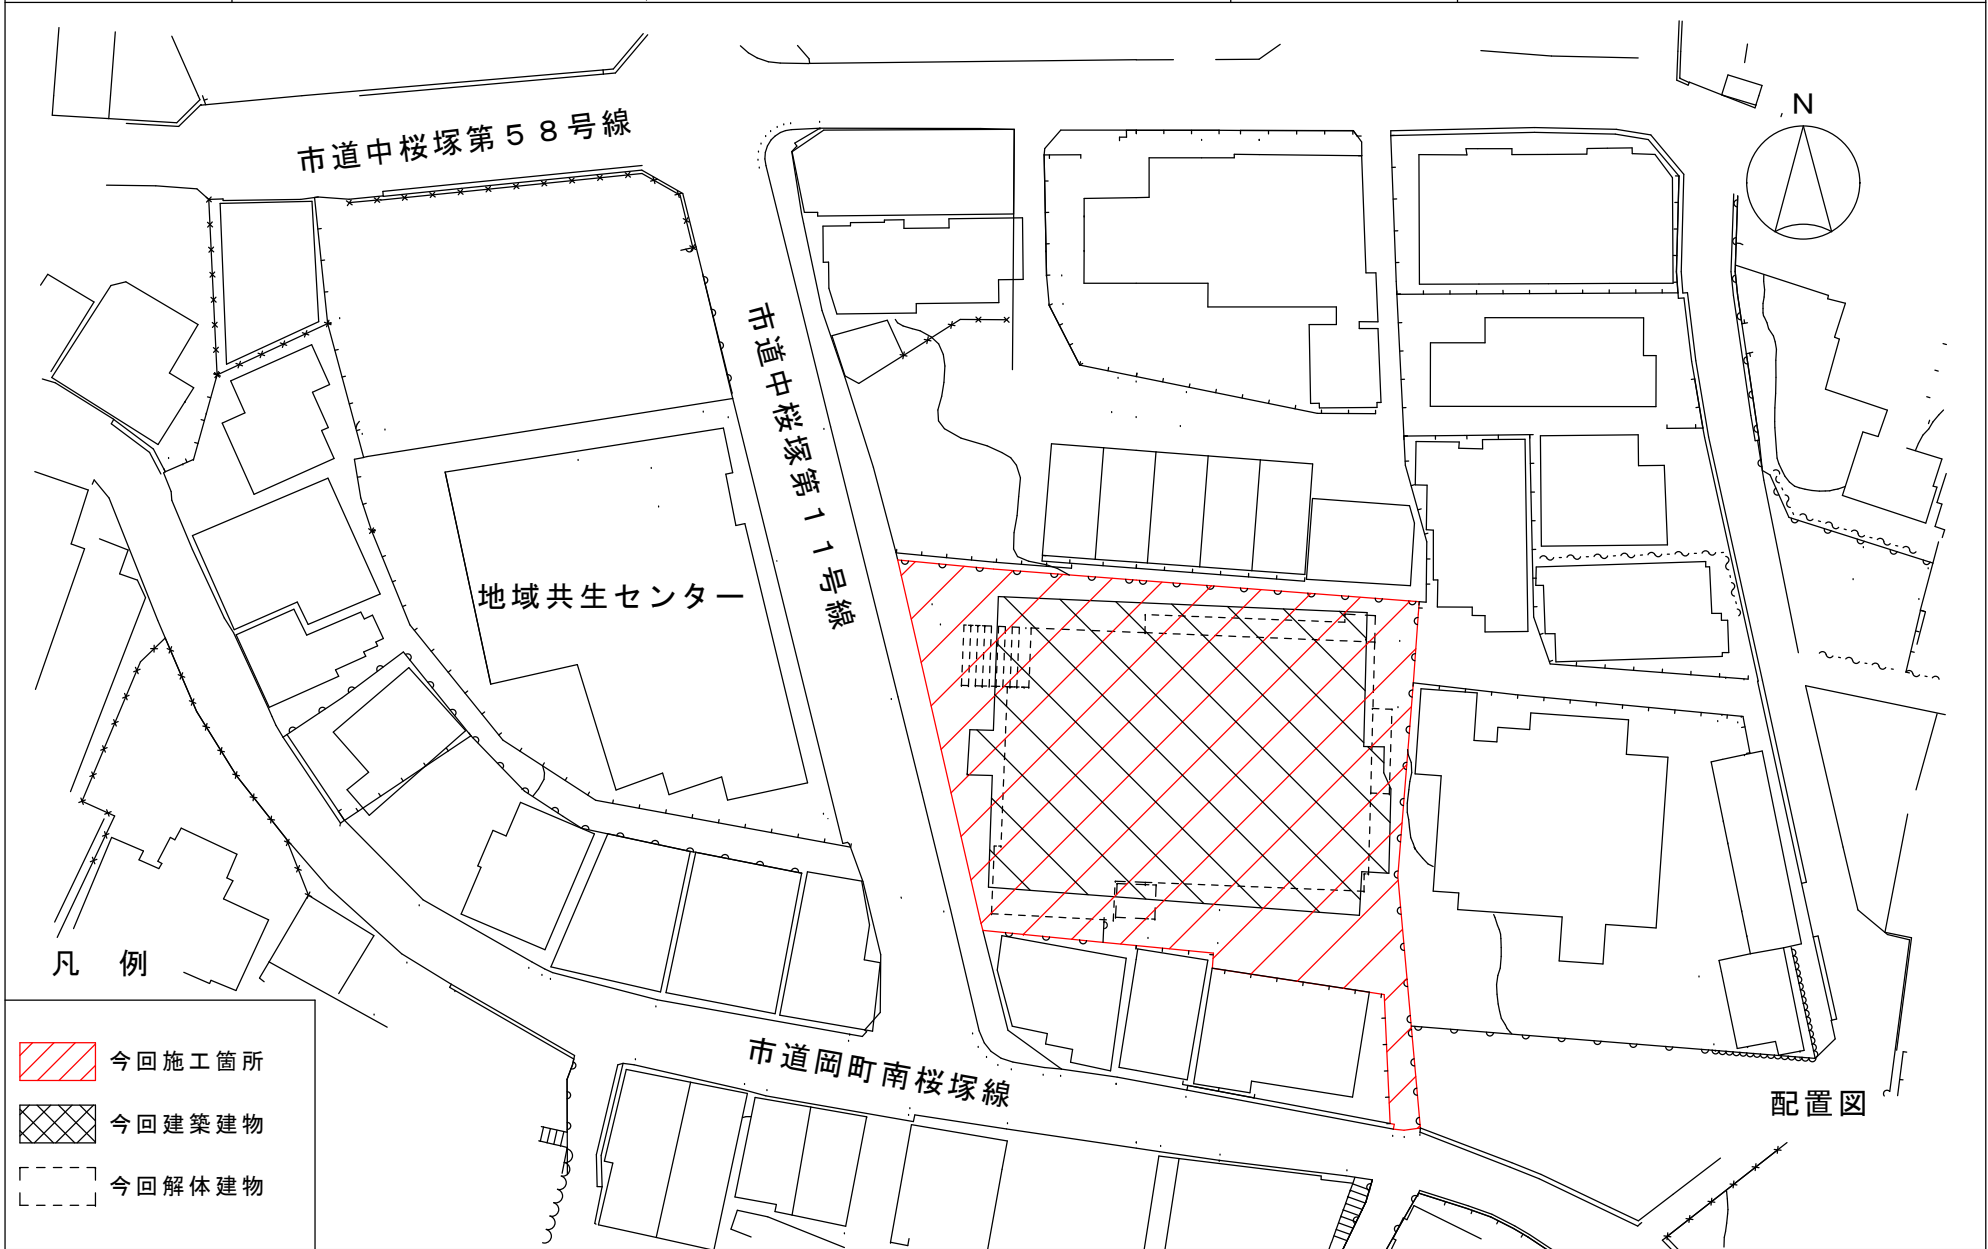 市道中桜塚第５８号線
N
市道中桜塚第１１号線
地域共生センター
凡　例
今回施工箇所
今回建築建物
今回解体建物
市道岡町南桜塚線
配置図